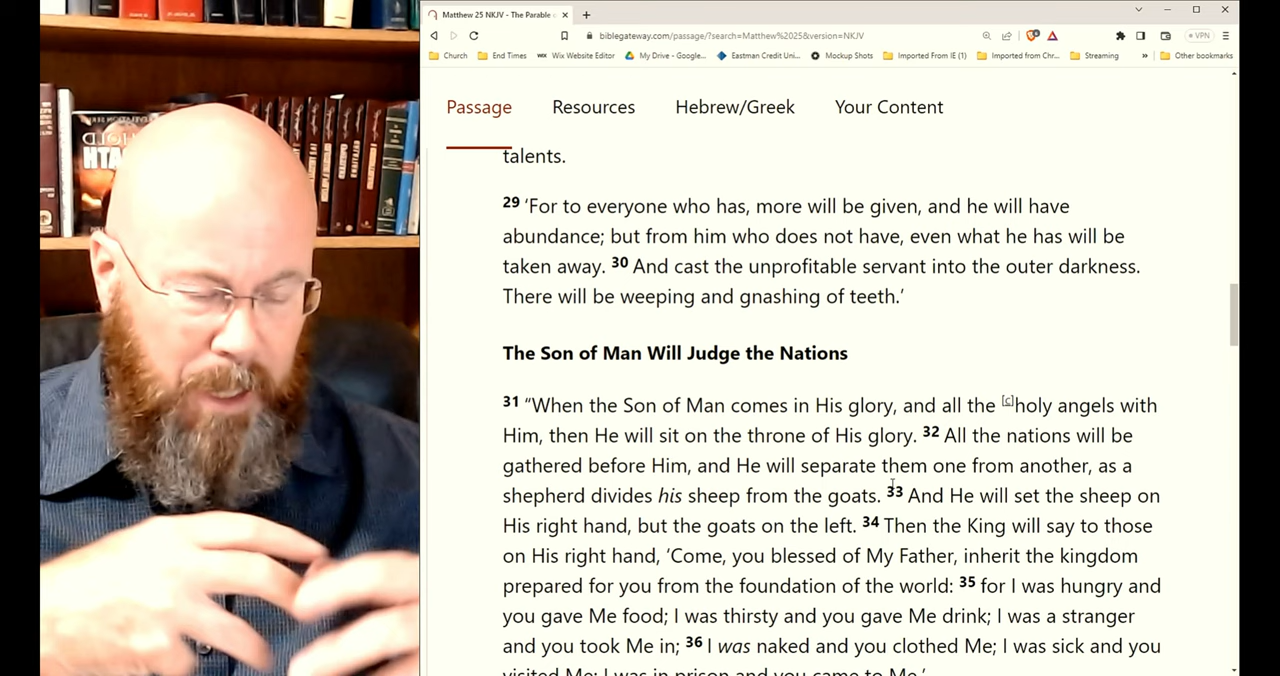 Matthew 25 NKJV - The Parable
biblegateway.com/passage/?search=Matthew%2025&version=NKJV
VPN
Church End Times Wix Website Editor My Drive - Google... Eastman Credit Uni... Mockup Shots Imported From IE (1) Imported from Chr... Streaming » Other bookmarks
Passage Resources Hebrew/Greek Your Content
talents.
29 ‘For to everyone who has, more will be given, and he will have
abundance; but from him who does not have, even what he has will be
taken away. 30 And cast the unprofitable servant into the outer darkness.
There will be weeping and gnashing of teeth.’
The Son of Man Will Judge the Nations
31 “When the Son of Man comes in His glory, and all the [c]holy angels with
Him, then He will sit on the throne of His glory. 32 All the nations will be
gathered before Him, and He will separate them one from another, as a
shepherd divides his sheep from the goats. 33 And He will set the sheep on
His right hand, but the goats on the left. 34 Then the King will say to those
on His right hand, ‘Come, you blessed of My Father, inherit the kingdom
prepared for you from the foundation of the world: 35 for I was hungry and
you gave Me food; I was thirsty and you gave Me drink; I was a stranger
and you took Me in; 36 I was naked and you clothed Me; I was sick and you
visited Me; I was in prison and you came to Me.’